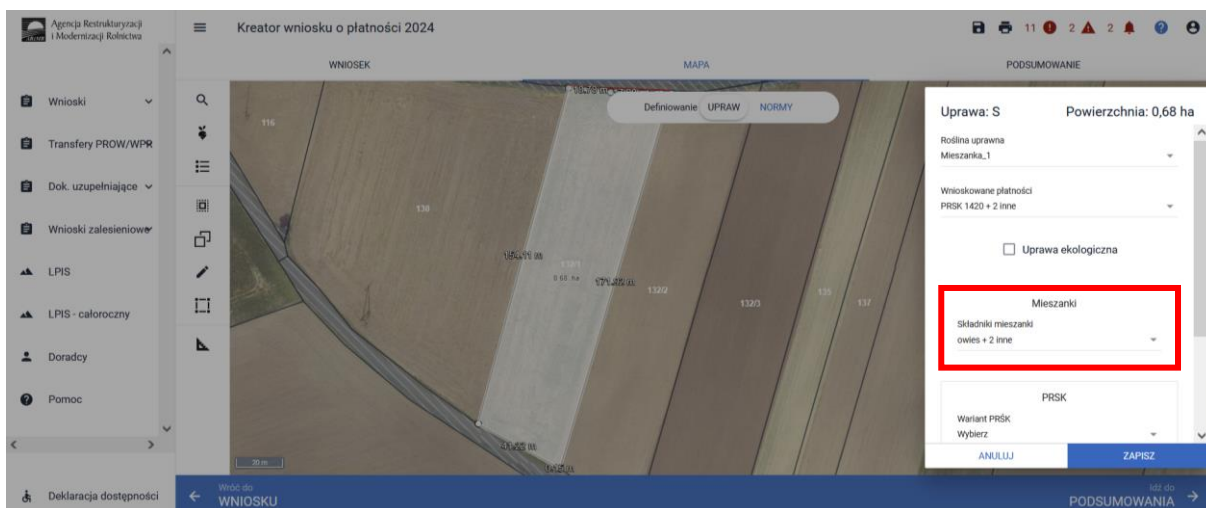 Agencja Restrukturyzacji
i Modernizacji Rolnictwa
Kreator wniosku o płatności 2024
11 2 2
WNIOSEK
MAPA
PODSUMOWANIE
Wnioski
Transfery PROW/WPR
Dok. uzupełniające
Wnioski zalesieniowe
LPIS
LPIS - całoroczny
Doradcy
Pomoc
Deklaracja dostępności
Definiowanie UPRAW NORMY
116
130
132/1
0.68 ha
171.62 m
132/2
132/3
135
137
20 m
Uprawa: S
Powierzchnia: 0,68 ha
Roślina uprawna
Mieszanka_1
Wnioskowane płatności
PRSK 1420 + 2 inne
Uprawa ekologiczna
Mieszanki
Składniki mieszanki
owies + 2 inne
PRSK
Wariant PRŚK
Wybierz
ANULUJ
ZAPISZ
Wróć do
WNIOSKU
Idź do
PODSUMOWANIA